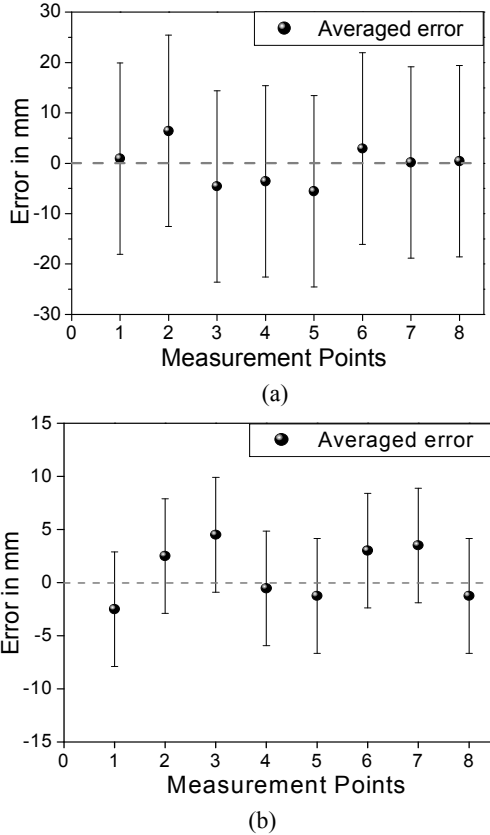 30
Averaged error
20
10
0
-10
-20
-30
Error in mm
0 1 2 3 4 5 6 7 8
Measurement Points
(a)
15
Averaged error
10
5
0
-5
-10
-15
Error in mm
0 1 2 3 4 5 6 7 8
Measurement Points
(b)